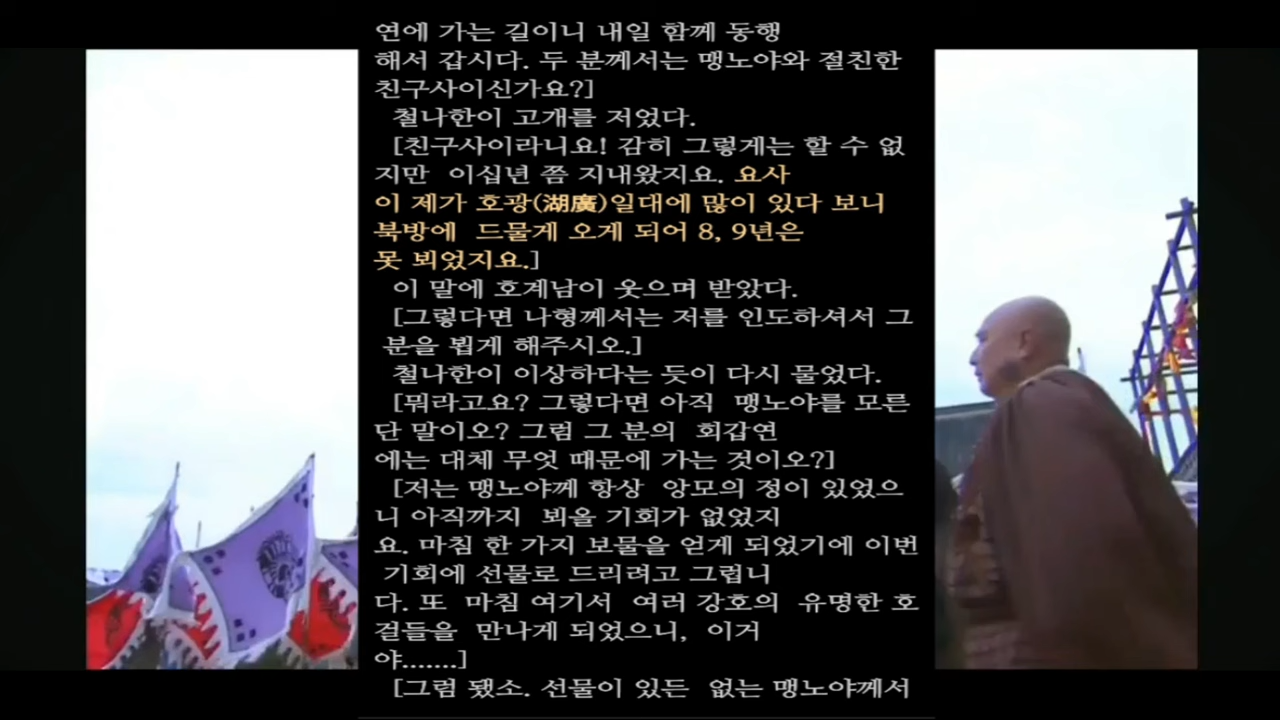 연에 가는 길이니 내일 함께 동행
해서 갑시다. 두 분께서는 맹노야와 절친한
친구사이신가요?]
철나한이 고개를 저었다.
[친구사이라니요! 감히 그렇게는 할 수 없
지만 이십년 쯤 지내왔지요. 요사
이 제가 호광(湖廣)일대에 많이 있다 보니
북방에 드물게 오게 되어 8, 9년은
못 뵈었지요.]
이 말에 호계남이 웃으며 받았다.
[그렇다면 나형께서는 저를 인도하셔서 그
분을 뵙게 해주시오.]
철나한이 이상하다는 듯이 다시 물었다.
[뭐라고요? 그렇다면 아직 맹노야를 모른
단 말이오? 그럼 그 분의 회갑연
에는 대체 무엇 때문에 가는 것이오?]
[저는 맹노야께 항상 앙모의 정이 있었으
니 아직까지 뵈올 기회가 없었지
요. 마침 한 가지 보물을 얻게 되었기에 이번
기회에 선물로 드리려고 그럽니
다. 또 마침 여기서 여러 강호의 유명한 호
걸들을 만나게 되었으니, 이거
야.......]
[그럼 됐소. 선물이 있든 없는 맹노야께서